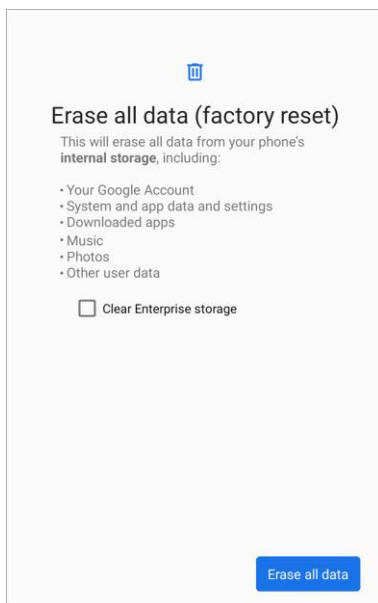 Erase all data (factory reset)
This will erase all data from your phone's
internal storage, including:
• Your Google Account
• System and app data and settings
• Downloaded apps
• Music
• Photos
• Other user data
Clear Enterprise storage
Erase all data